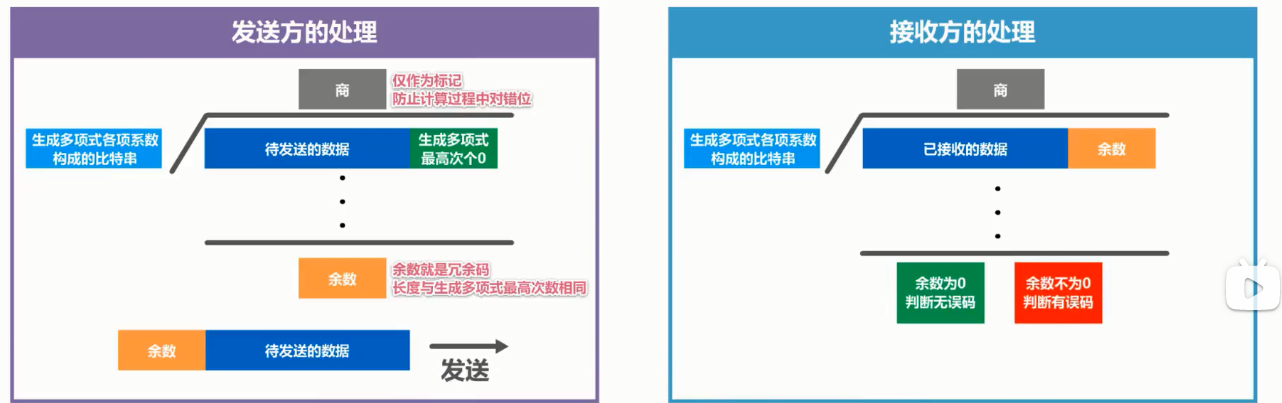 发送方的处理
商
仅作为标记
防止计算过程中对错位
生成多项式各项系数
构成的比特串
待发送的数据
生成多项式
最高次个0
余数
余数就是冗余码
长度与生成多项式最高次数相同
余数
待发送的数据
发送
接收方的处理
商
生成多项式各项系数
构成的比特串
已接收的数据
余数
余数为0
判断无误码
余数不为0
判断有误码